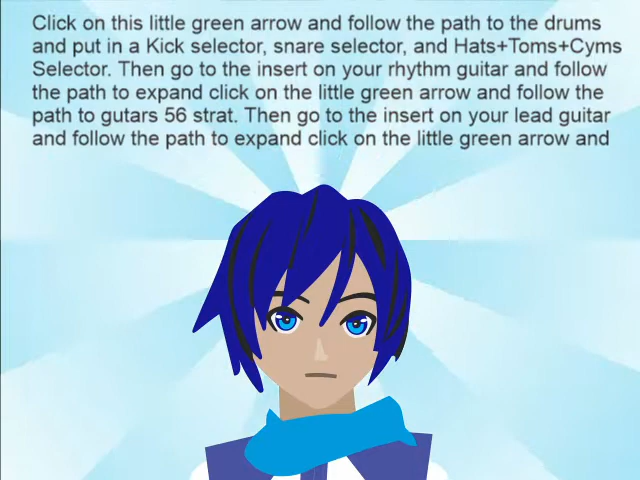 Click on this little green arrow and follow the path to the drums
and put in a Kick selector, snare selector, and Hats+Toms+Cyms
Selector. Then go to the insert on your rhythm guitar and follow
the path to expand click on the little green arrow and follow the
path to gutars 56 strat. Then go to the insert on your lead guitar
and follow the path to expand click on the little green arrow and